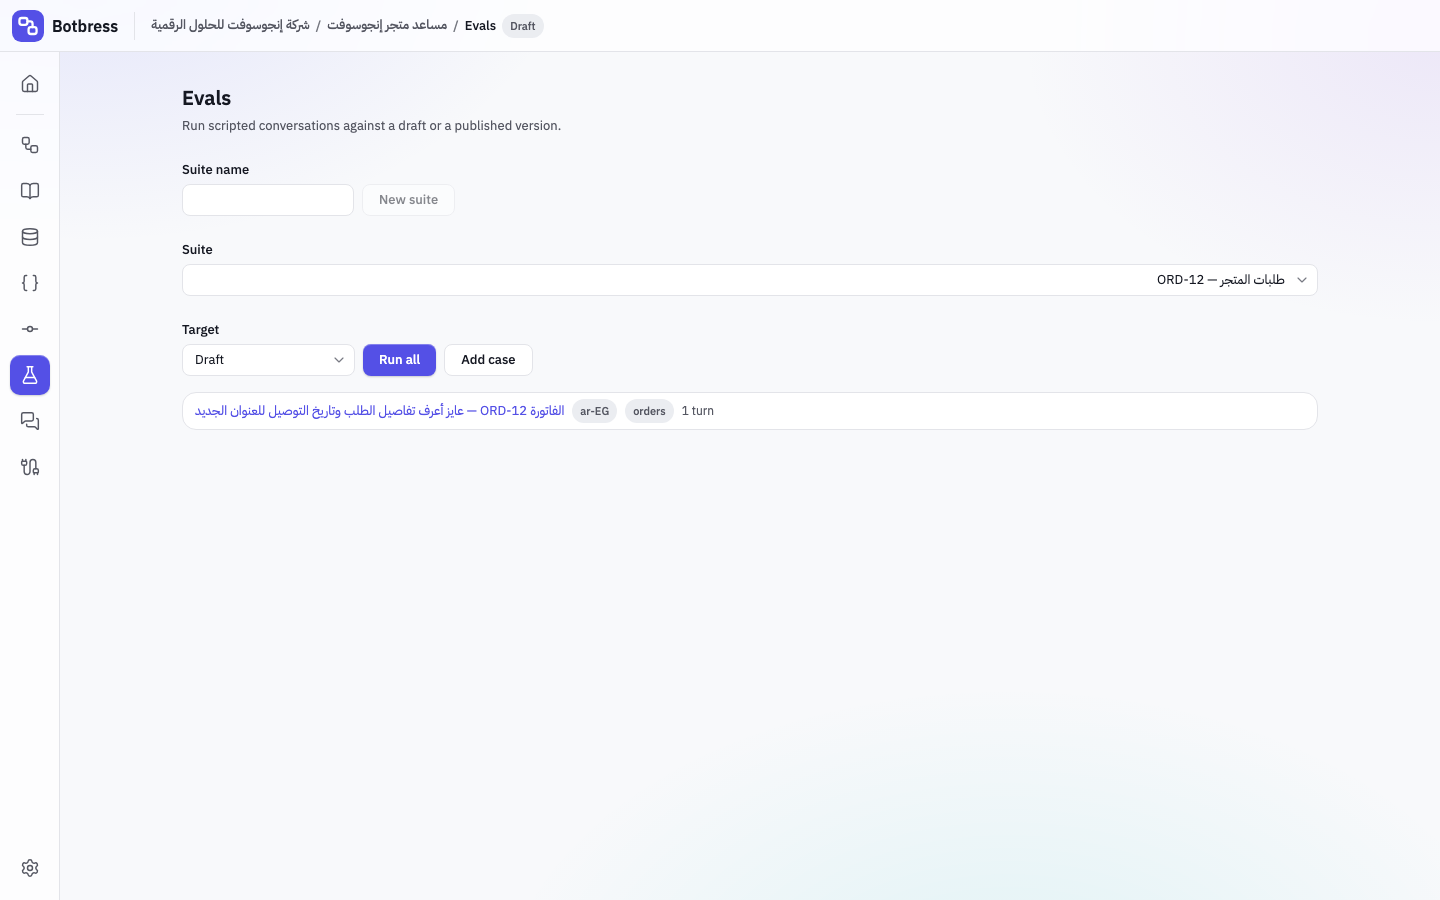 Botbress
شركة إنجوسوفت للحلول الرقمية / مساعد متجر إنجوسوفت / Evals Draft
Evals
Run scripted conversations against a draft or a published version.
Suite name
New suite
Suite
طلبات المتجر — ORD-12
Target
Draft
Run all
Add case
الفاتورة ORD-12 — عايز أعرف تفاصيل الطلب وتاريخ التوصيل للعنوان الجديد ar-EG orders 1 turn